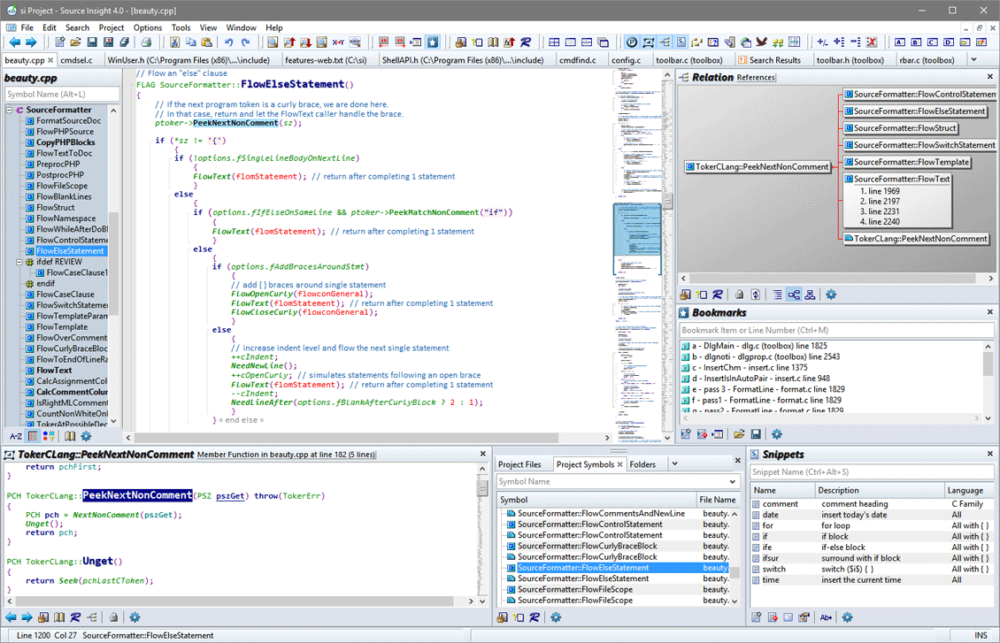 si Project - Source Insight 4.0 - [beauty.cpp]
File Edit Search Project Options Tools View Window Help
beauty.cpp cmdsel.c WinUser.h (C:\Program Files (x86)\...\include) features-web.txt (C:\si) ShellAPI.h (C:\Program Files (x86)\...\include) cmdfind.c config.c toolbar.c (toolbox) Search Results toolbar.h (toolbox) rbar.c (toolbox)
beauty.cpp
Symbol Name (Alt+L)
SourceFormatter
FormatSourceDoc
FlowPHPSource
CopyPHPBlocks
FlowTextToDoc
PreprocPHP
PostprocPHP
FlowFileScope
FlowBlankLines
FlowStruct
FlowNamespace
FlowWhileAfterDoBl
FlowControlStateme
FlowElseStatement
ifdef REVIEW
FlowCaseClause1
endif
FlowCaseClause
FlowSwitchStatemen
FlowTemplateParam
FlowTemplate
FlowOverComment
FlowCurlyBraceBloc
FlowToEndOfLineRa
FlowText
CalcAssignmentCol
CalcCommentColur
IsRightMLCommen
CountNonWhiteOnl
TokerAtPossibleDec
A-Z
// Flow an "else" clause
FLAG SourceFormatter::FlowElseStatement()
{
// If the next program token is a curly brace, we are done here.
// In that case, return and let the FlowText caller handle the brace.
ptoker->PeekNextNonComment(sz);
if (*sz != '{')
{
if (!options.fSingleLineBodyOnNextLine)
{
FlowText(flomStatement); // return after completing 1 statement
}
else
{
if (options.fIfElseOnSameLine && ptoker->PeekMatchNonComment("if"))
{
FlowText(flomStatement); // return after completing 1 statement
}
else
{
if (options.fAddBracesAroundStmt)
{
// add { } braces around single statement
FlowOpenCurly(flowconGeneral);
FlowText(flomStatement); // return after completing 1 statement
FlowCloseCurly(flowconGeneral);
}
else
{
// increase indent level and flow the next single statement
++cIndent;
NeedNewLine();
++cOpenCurly; // simulates statements following an open brace
FlowText(flomStatement); // return after completing 1 statement
--cIndent;
NeedLineAfter(options.fBlankAfterCurlyBlock ? 2 : 1);
}
} « end else »
Relation References
TokerCLang::PeekNextNonComment
SourceFormatter::FlowControlStatemen
SourceFormatter::FlowElseStatement
SourceFormatter::FlowStruct
SourceFormatter::FlowSwitchStatement
SourceFormatter::FlowTemplate
SourceFormatter::FlowText
1. line 1969
2. line 2197
3. line 2231
4. line 2240
TokerCLang::PeekNextNonComment
Bookmarks
Bookmark Item or Line Number (Ctrl+M)
a - DlgMain - dlg.c (toolbox) line 1825
b - dlgnoti - dlgprop.c (toolbox) line 2543
c - InsertChm - insert.c line 1375
d - InsertIsInAutoPair - insert.c line 948
e - pass 3 - FormatLine - format.c line 1829
f - pass1 - FormatLine - format.c line 1829
g - pass2 - FormatLine - format.c line 1829
TokerCLang::PeekNextNonComment Member Function in beauty.cpp at line 182 (5 lines)
return pchFirst;
}
PCH TokerCLang::PeekNextNonComment(PSZ pszGet) throw(TokerErr)
{
PCH pch = NextNonComment(pszGet);
Unget();
return pch;
}
PCH TokerCLang::Unget()
{
return Seek(pchLastCToken);
}
Project Files Project Symbols Folders
Symbol Name
Symbol File Name
SourceFormatter::FlowCommentsAndNewLine beauty.
SourceFormatter::FlowControlStatement beauty.
SourceFormatter::FlowControlStatement beauty.
SourceFormatter::FlowCurlyBraceBlock beauty.
SourceFormatter::FlowCurlyBraceBlock beauty.
SourceFormatter::FlowElseStatement beauty.
SourceFormatter::FlowElseStatement beauty.
SourceFormatter::FlowFileScope beauty.
SourceFormatter::FlowFileScope beauty.
Snippets
Snippet Name (Ctrl+Alt+S)
Name Description Language
comment comment heading C Family
date insert today's date All
for for loop All with { }
if if block All with { }
ife if-else block All with { }
ifsur surround with if block All with { }
switch switch ($i$) { } All with { }
time insert the current time All
Line 1200 Col 27 SourceFormatter::FlowElseStatement INS